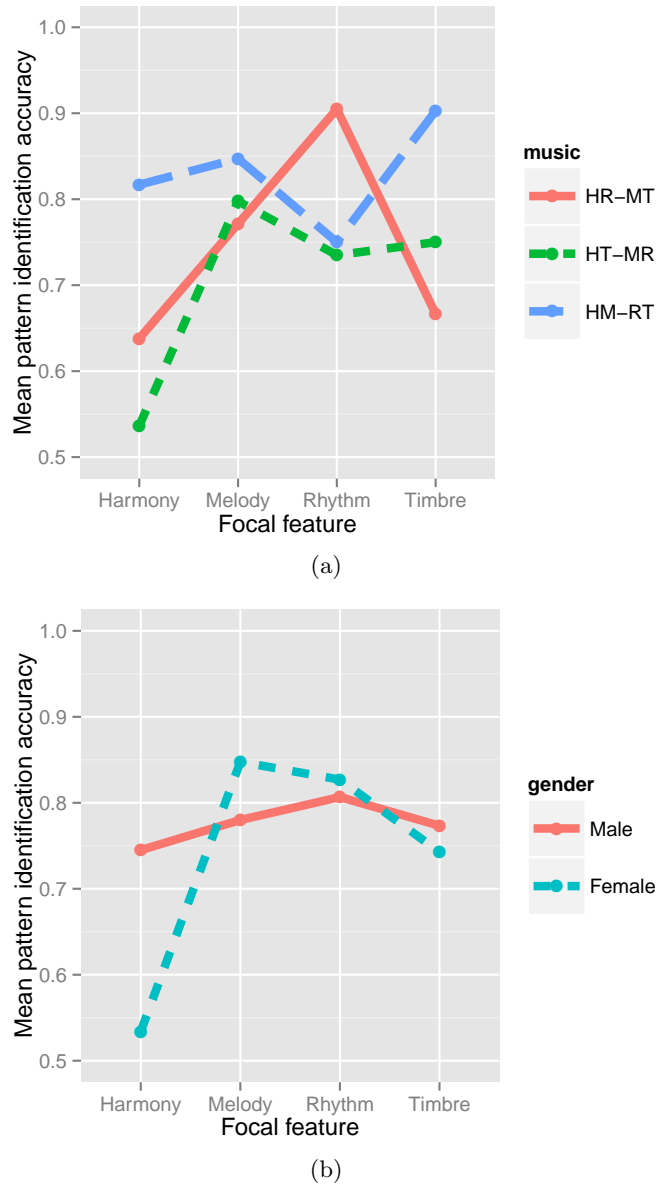 1.0
0.9
0.8
0.7
0.6
0.5
Mean pattern identification accuracy
Harmony Melody Rhythm Timbre
Focal feature
music
HR−MT
HT−MR
HM−RT
(a)
1.0
0.9
0.8
0.7
0.6
0.5
Mean pattern identification accuracy
Harmony Melody Rhythm Timbre
Focal feature
gender
Male
Female
(b)